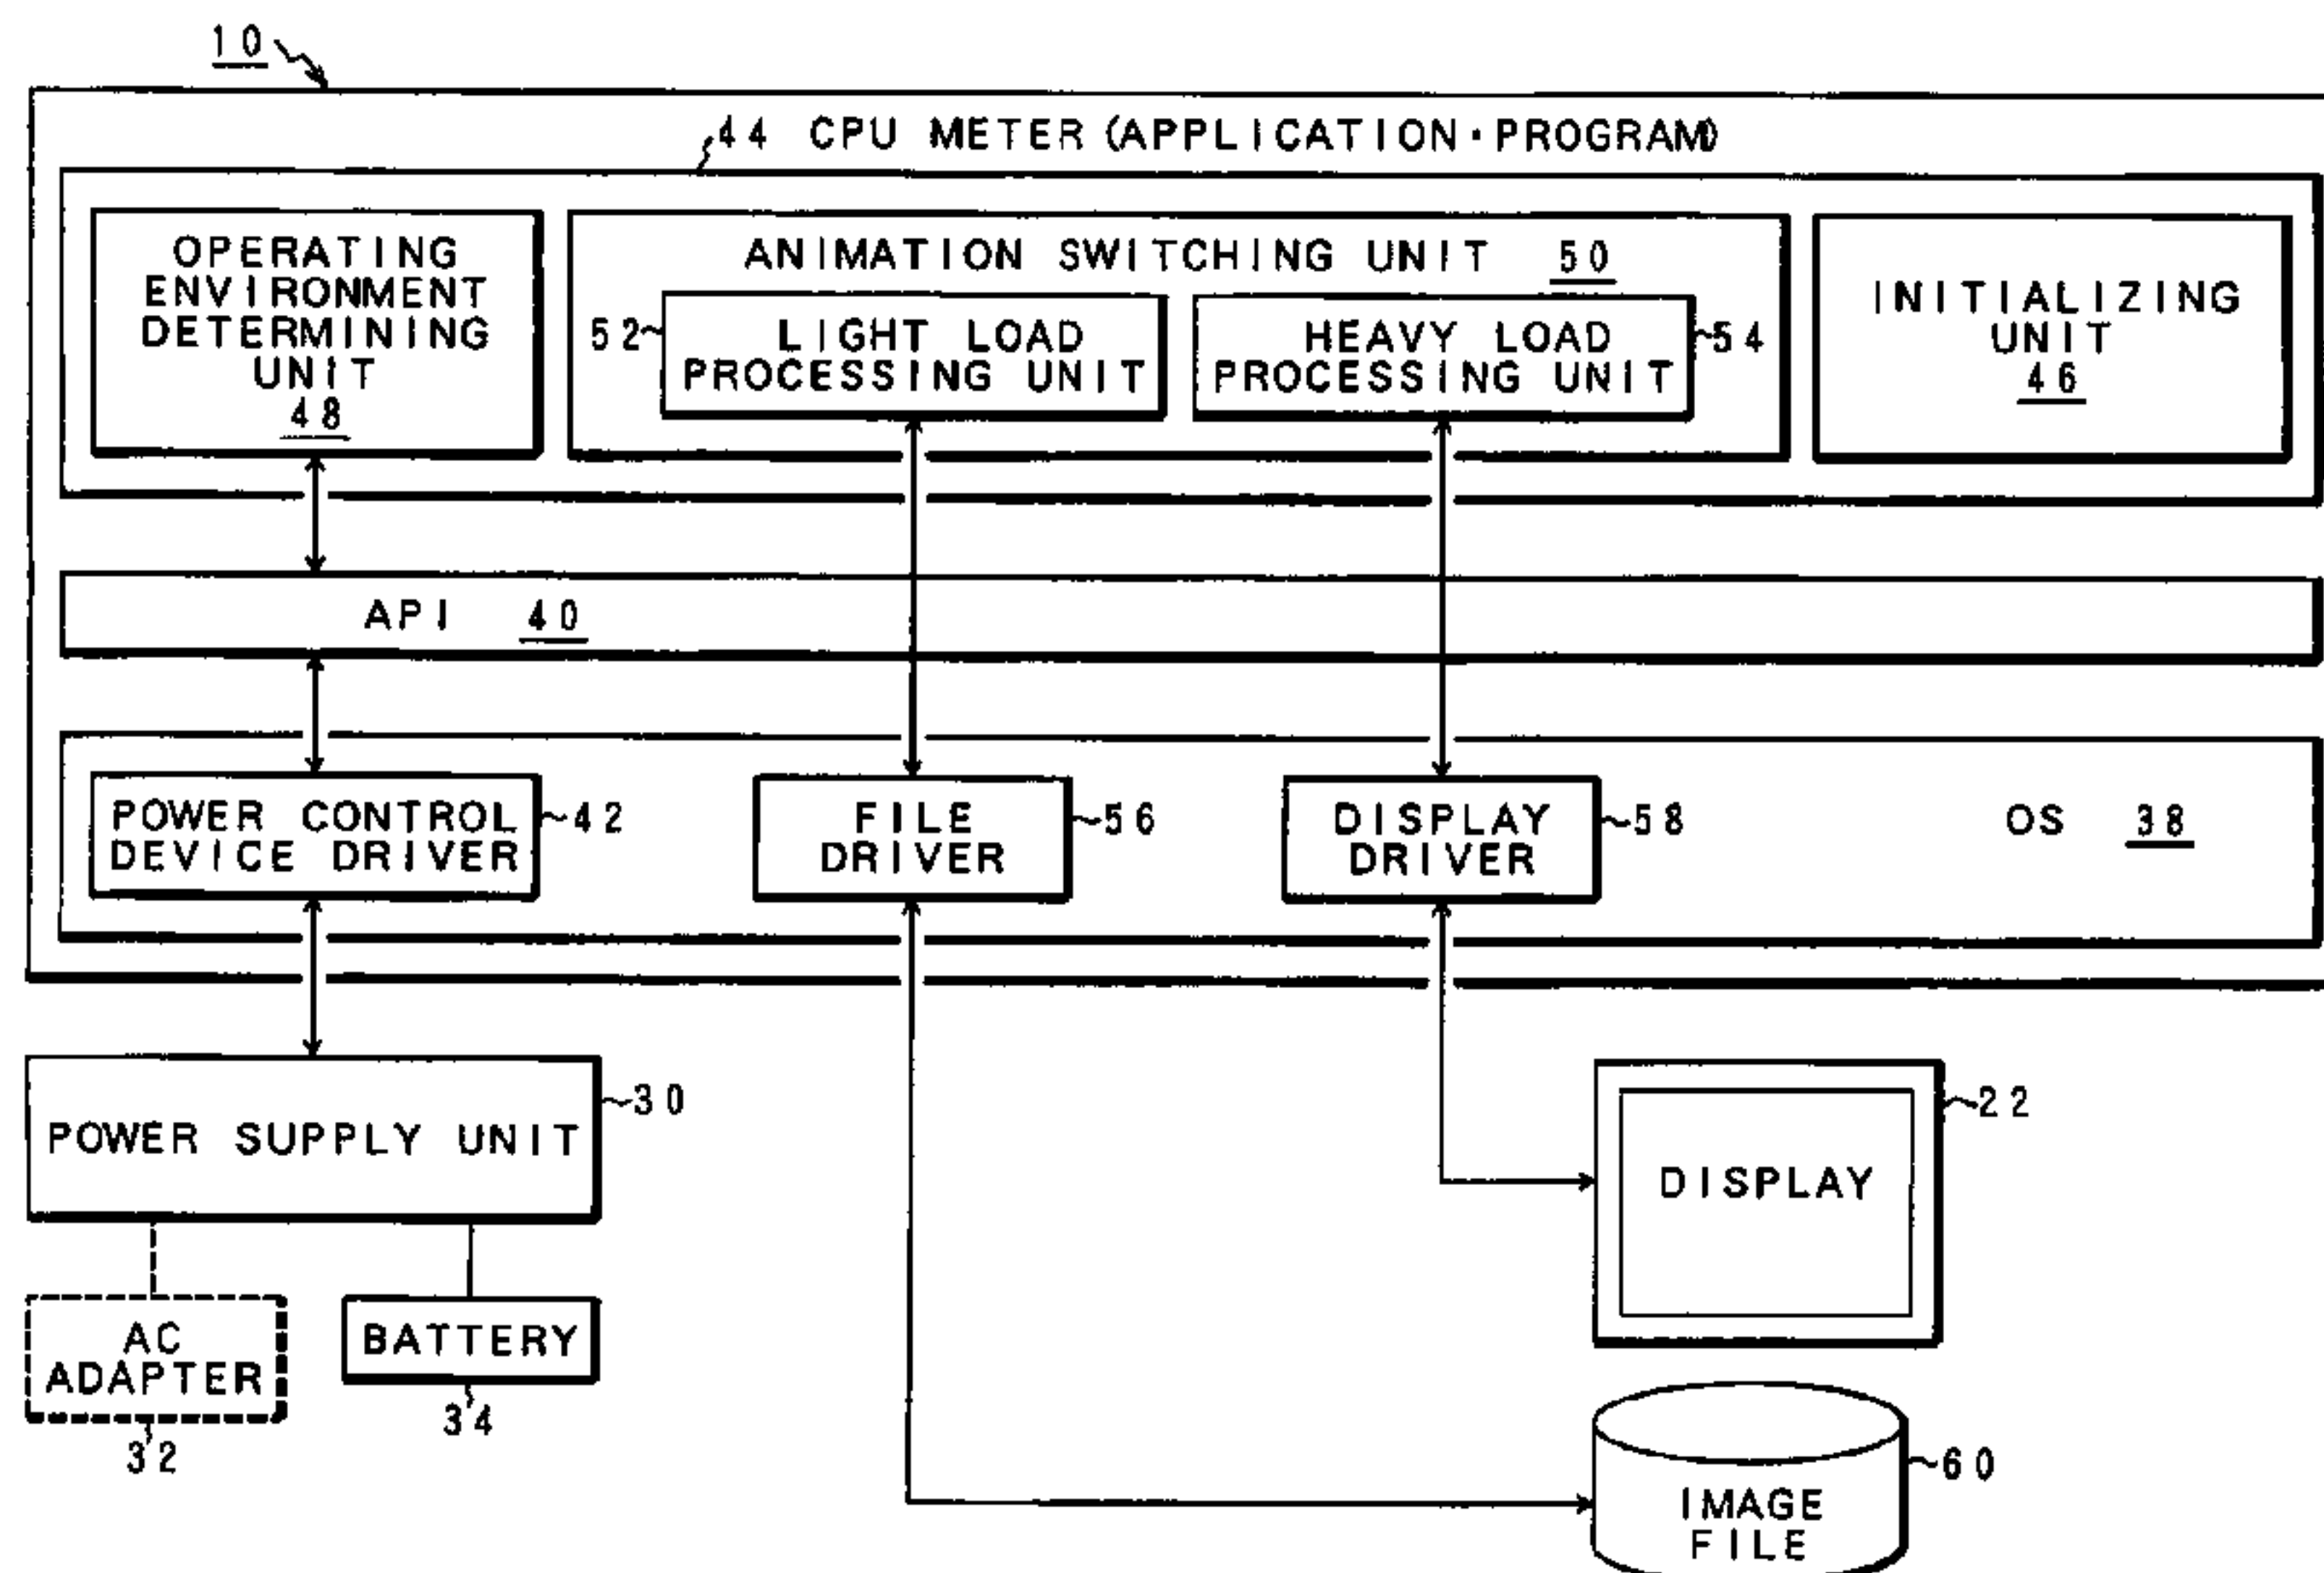 10
44 CPU METER (APPLICATION·PROGRAM)
OPERATING
ENVIRONMENT
DETERMINING
UNIT
48
ANIMATION SWITCHING UNIT 50
52
LIGHT LOAD
PROCESSING UNIT
HEAVY LOAD
PROCESSING UNIT
54
INITIALIZING
UNIT
46
API 40
POWER CONTROL
DEVICE DRIVER
42
FILE
DRIVER
56
DISPLAY
DRIVER
58
OS 38
POWER SUPPLY UNIT
30
DISPLAY
22
AC
ADAPTER
32
BATTERY
34
IMAGE
FILE
60